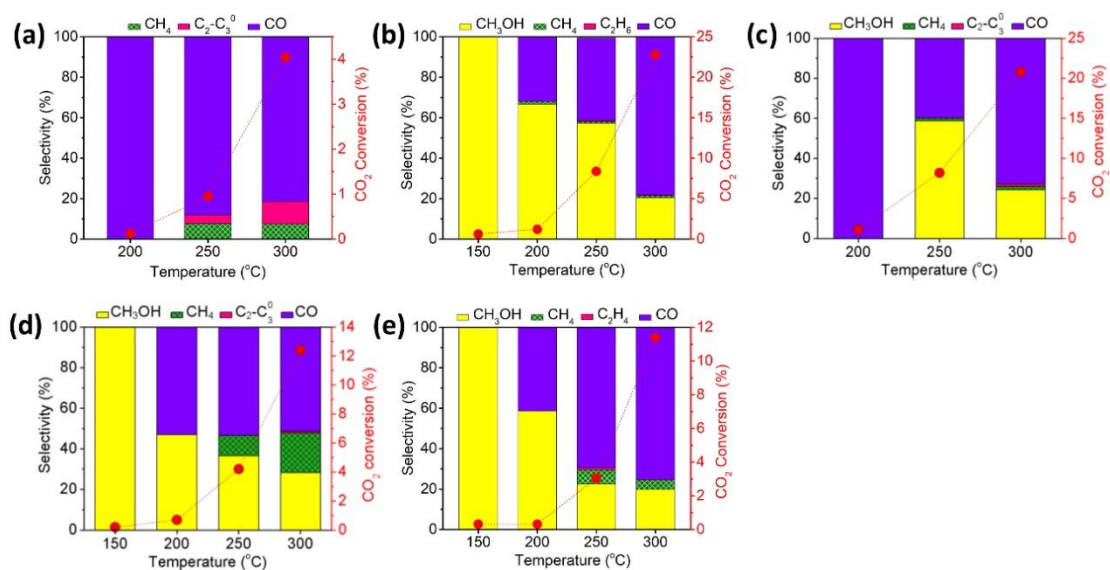 (a)
CH4 C2-C3^0 CO
Selectivity (%)
100
80
60
40
20
0
4
3
2
1
0
CO2 Conversion (%)
200 250 300
Temperature (°C)
(b)
CH3OH CH4 C2H6 CO
Selectivity (%)
100
80
60
40
20
0
25
20
15
10
5
0
CO2 Conversion (%)
150 200 250 300
Temperature (°C)
(c)
CH3OH CH4 C2-C3^0 CO
Selectivity (%)
100
80
60
40
20
0
25
20
15
10
5
0
CO2 conversion (%)
200 250 300
Temperature (°C)
(d)
CH3OH CH4 C2-C3^0 CO
Selectivity (%)
100
80
60
40
20
0
14
12
10
8
6
4
2
0
CO2 conversion (%)
150 200 250 300
Temperature (°C)
(e)
CH3OH CH4 C2H4 CO
Selectivity (%)
100
80
60
40
20
0
12
10
8
6
4
2
0
CO2 Conversion (%)
150 200 250 300
Temperature (°C)